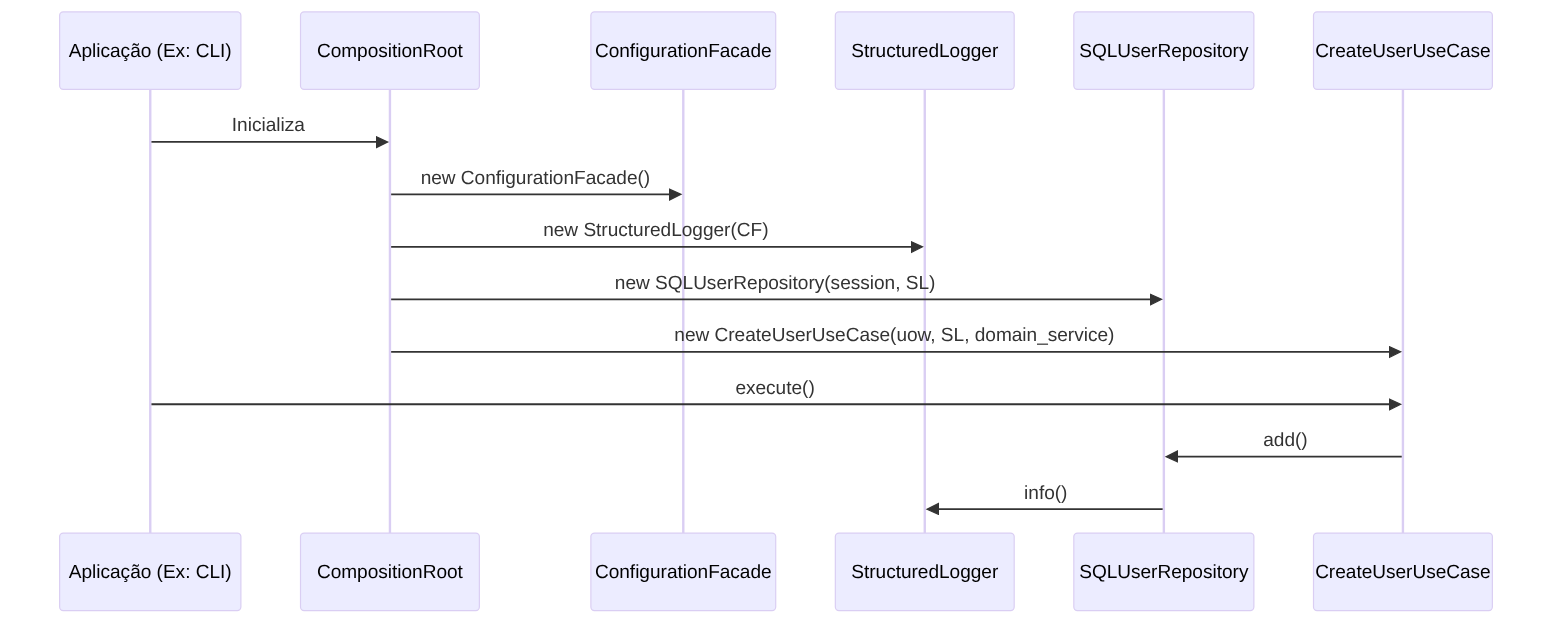 Aplicação (Ex: CLI)
CompositionRoot
ConfigurationFacade
StructuredLogger
SQLUserRepository
CreateUserUseCase
Inicializa
new ConfigurationFacade()
new StructuredLogger(CF)
new SQLUserRepository(session, SL)
new CreateUserUseCase(uow, SL, domain_service)
execute()
add()
info()
Aplicação (Ex: CLI)
CompositionRoot
ConfigurationFacade
StructuredLogger
SQLUserRepository
CreateUserUseCase